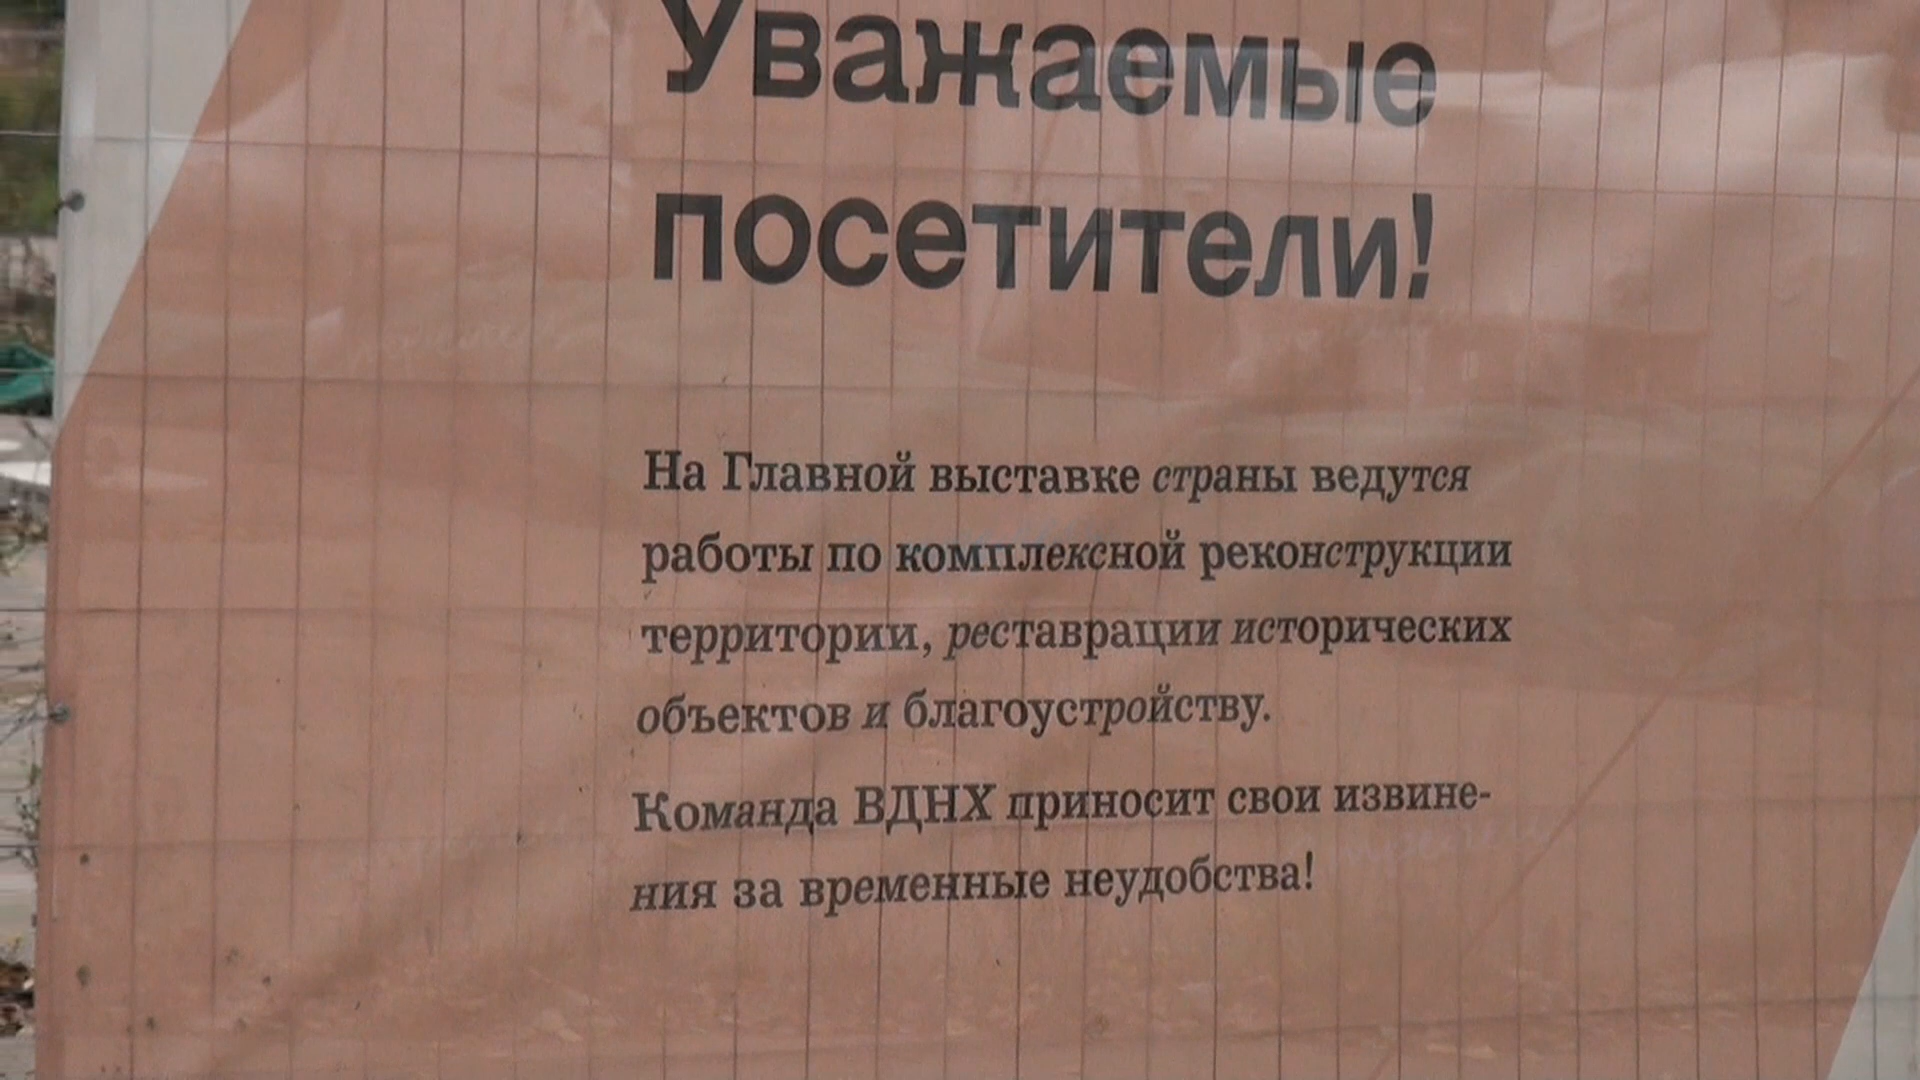 Уважаемые
посетители!
На Главной выставке страны ведутся
работы по комплексной реконструкции
территории, реставрации исторических
объектов и благоустройству.
Команда ВДНХ приносит свои извине-
ния за временные неудобства!